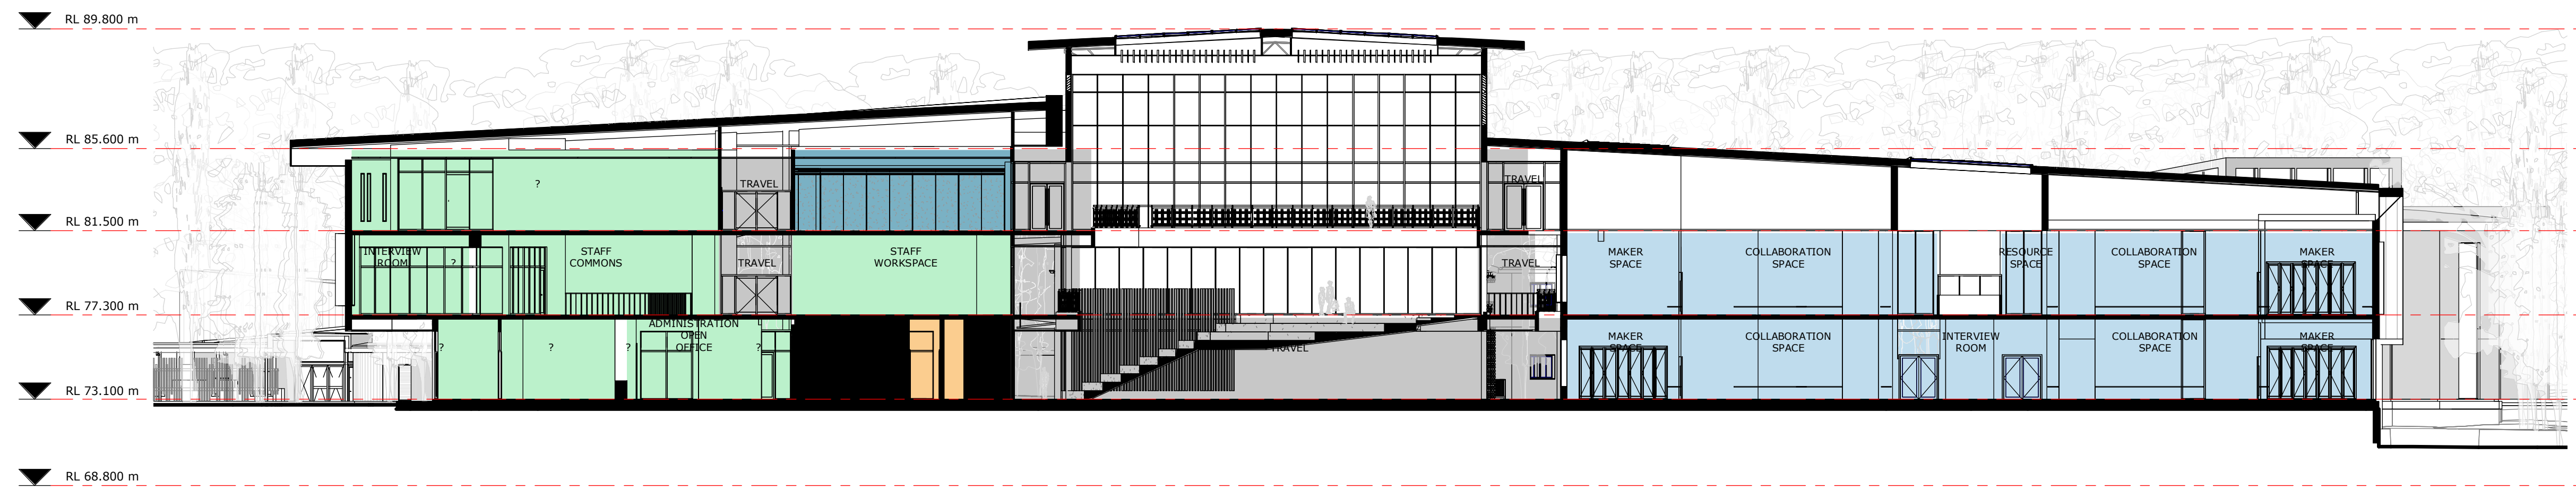 RL 89.800 m
RL 85.600 m
?
TRAVEL
TRAVEL
RL 81.500 m
INTERVIEW
ROOM
?
STAFF
COMMONS
TRAVEL
STAFF
WORKSPACE
TRAVEL
MAKER
SPACE
COLLABORATION
SPACE
RESOURCE
SPACE
COLLABORATION
SPACE
MAKER
SPACE
RL 77.300 m
?
?
?
ADMINISTRATION
OPEN
OFFICE
?
TRAVEL
MAKER
SPACE
COLLABORATION
SPACE
INTERVIEW
ROOM
COLLABORATION
SPACE
MAKER
SPACE
RL 73.100 m
RL 68.800 m